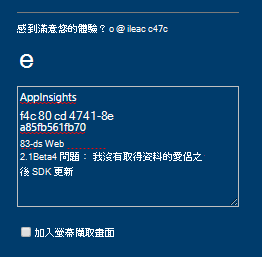 感到滿意您的體驗？ o @ ileac c47c
e
AppInsights
f4c 80 cd 4741-8e
a85fb561fb70
83-ds Web
2.1Beta4 問題： 我沒有取得資料的愛侶之
後 SDK 更新
加入螢幕擷取畫面